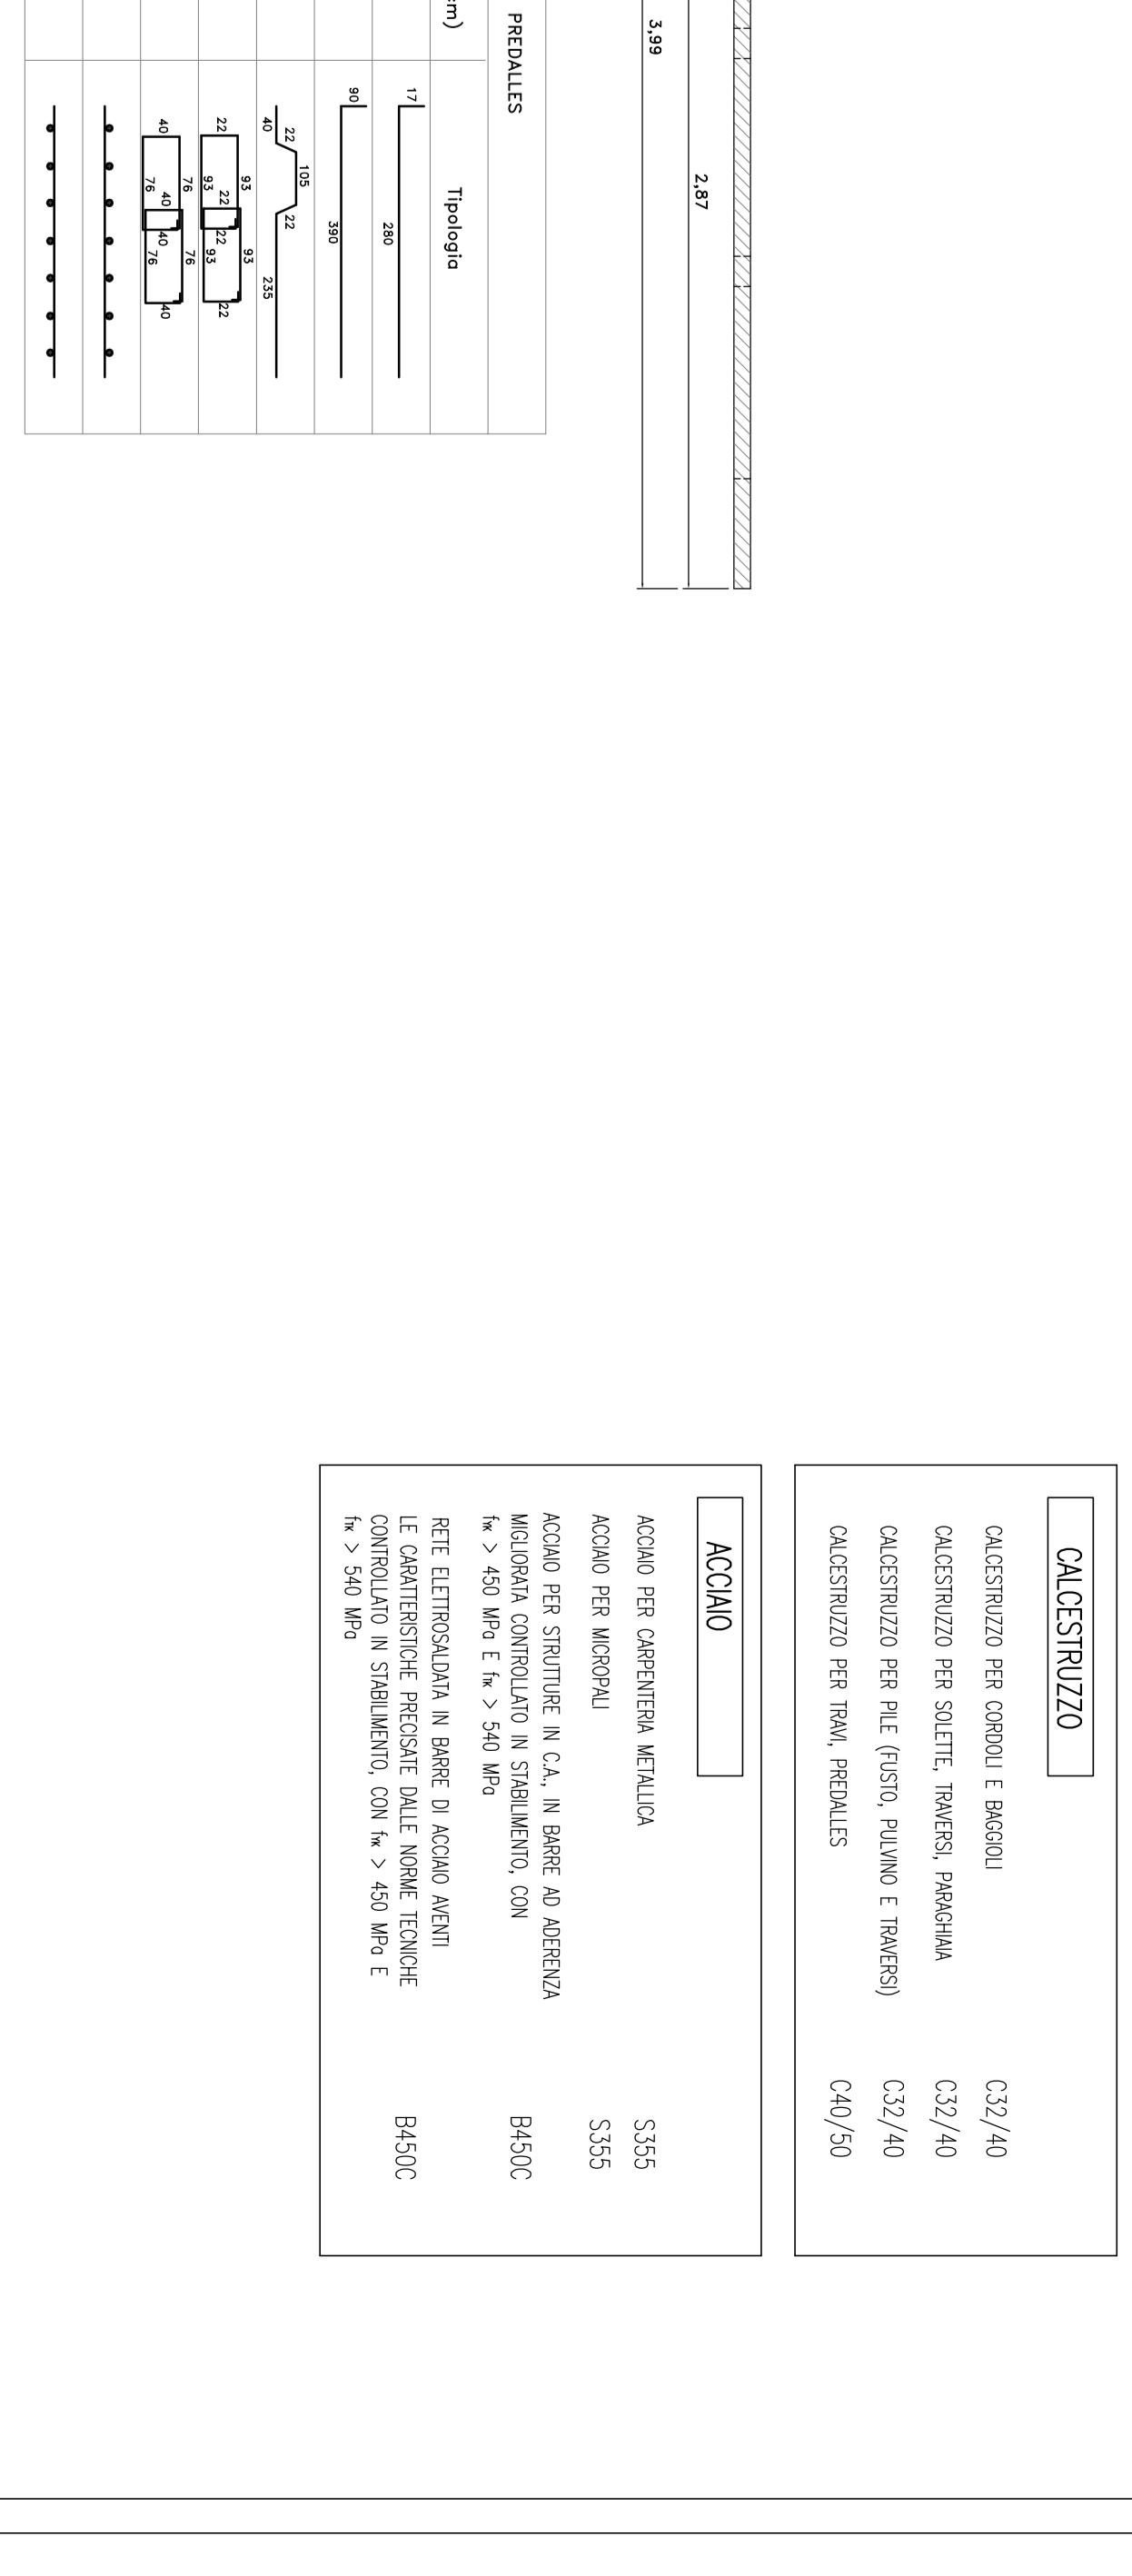 CALCESTRUZZO
CALCESTRUZZO PER CORDOLI E BAGGIOLI C32/40
CALCESTRUZZO PER SOLETTE, TRAVERSI, PARAGHIAIA C32/40
CALCESTRUZZO PER PILE (FUSTO, PULVINO E TRAVERSI) C32/40
CALCESTRUZZO PER TRAVI, PREDALLES C40/50
ACCIAIO
ACCIAIO PER CARPENTERIA METALLICA S355
ACCIAIO PER MICROPALI S355
ACCIAIO PER STRUTTURE IN C.A., IN BARRE AD ADERENZA
MIGLIORATA CONTROLLATO IN STABILIMENTO, CON B450C
fYK > 450 MPa E fTK > 540 MPa
RETE ELETTROSALDATA IN BARRE DI ACCIAIO AVENTI
LE CARATTERISTICHE PRECISATE DALLE NORME TECNICHE B450C
CONTROLLATO IN STABILIMENTO, CON fYK > 450 MPa E
fTK > 540 MPa
2,87
3,99
PREDALLES
cm) Tipologia
17 280
90 390
105
22 22
40 235
93 93
22 22 22 22
93 93
76 76
40 40 40 40
76 76